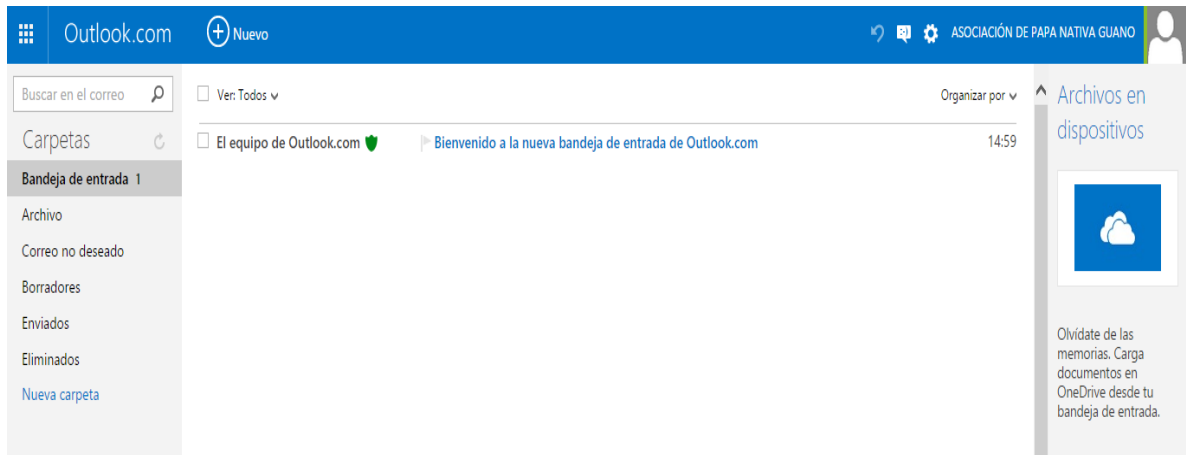 Outlook.com
Nuevo
ASOCIACIÓN DE PAPA NATIVA GUANO
Buscar en el correo
Ver: Todos
Organizar por
Carpetas
El equipo de Outlook.com
Bienvenido a la nueva bandeja de entrada de Outlook.com
14:59
Bandeja de entrada 1
Archivo
Correo no deseado
Borradores
Enviados
Eliminados
Nueva carpeta
Archivos en
dispositivos
Olvídate de las
memorias. Carga
documentos en
OneDrive desde tu
bandeja de entrada.